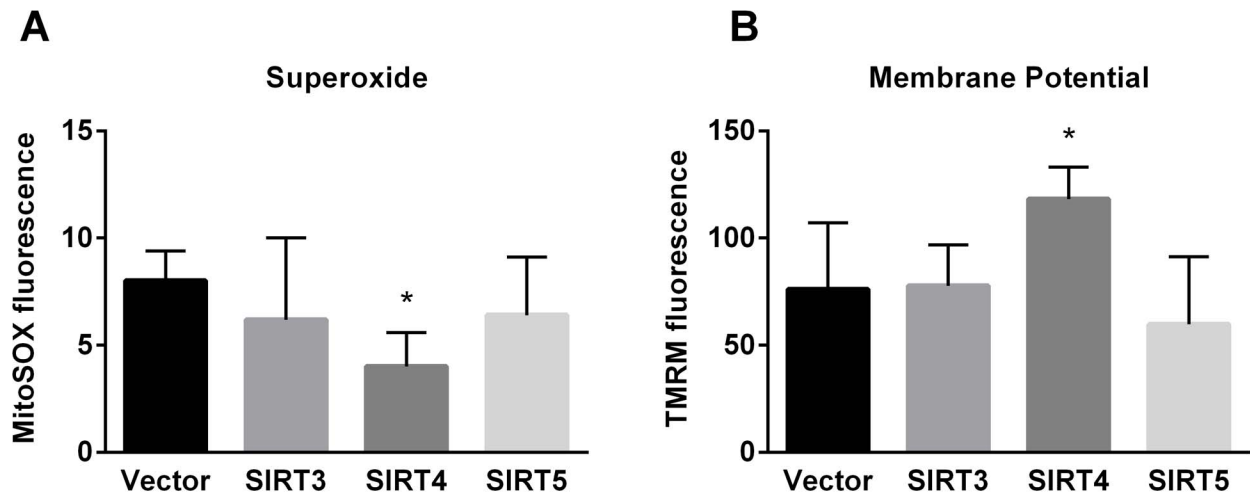 A
Superoxide
MitoSOX fluorescence
15
10
5
0
*
Vector SIRT3 SIRT4 SIRT5
B
Membrane Potential
TMRM fluorescence
150
100
50
0
*
Vector SIRT3 SIRT4 SIRT5